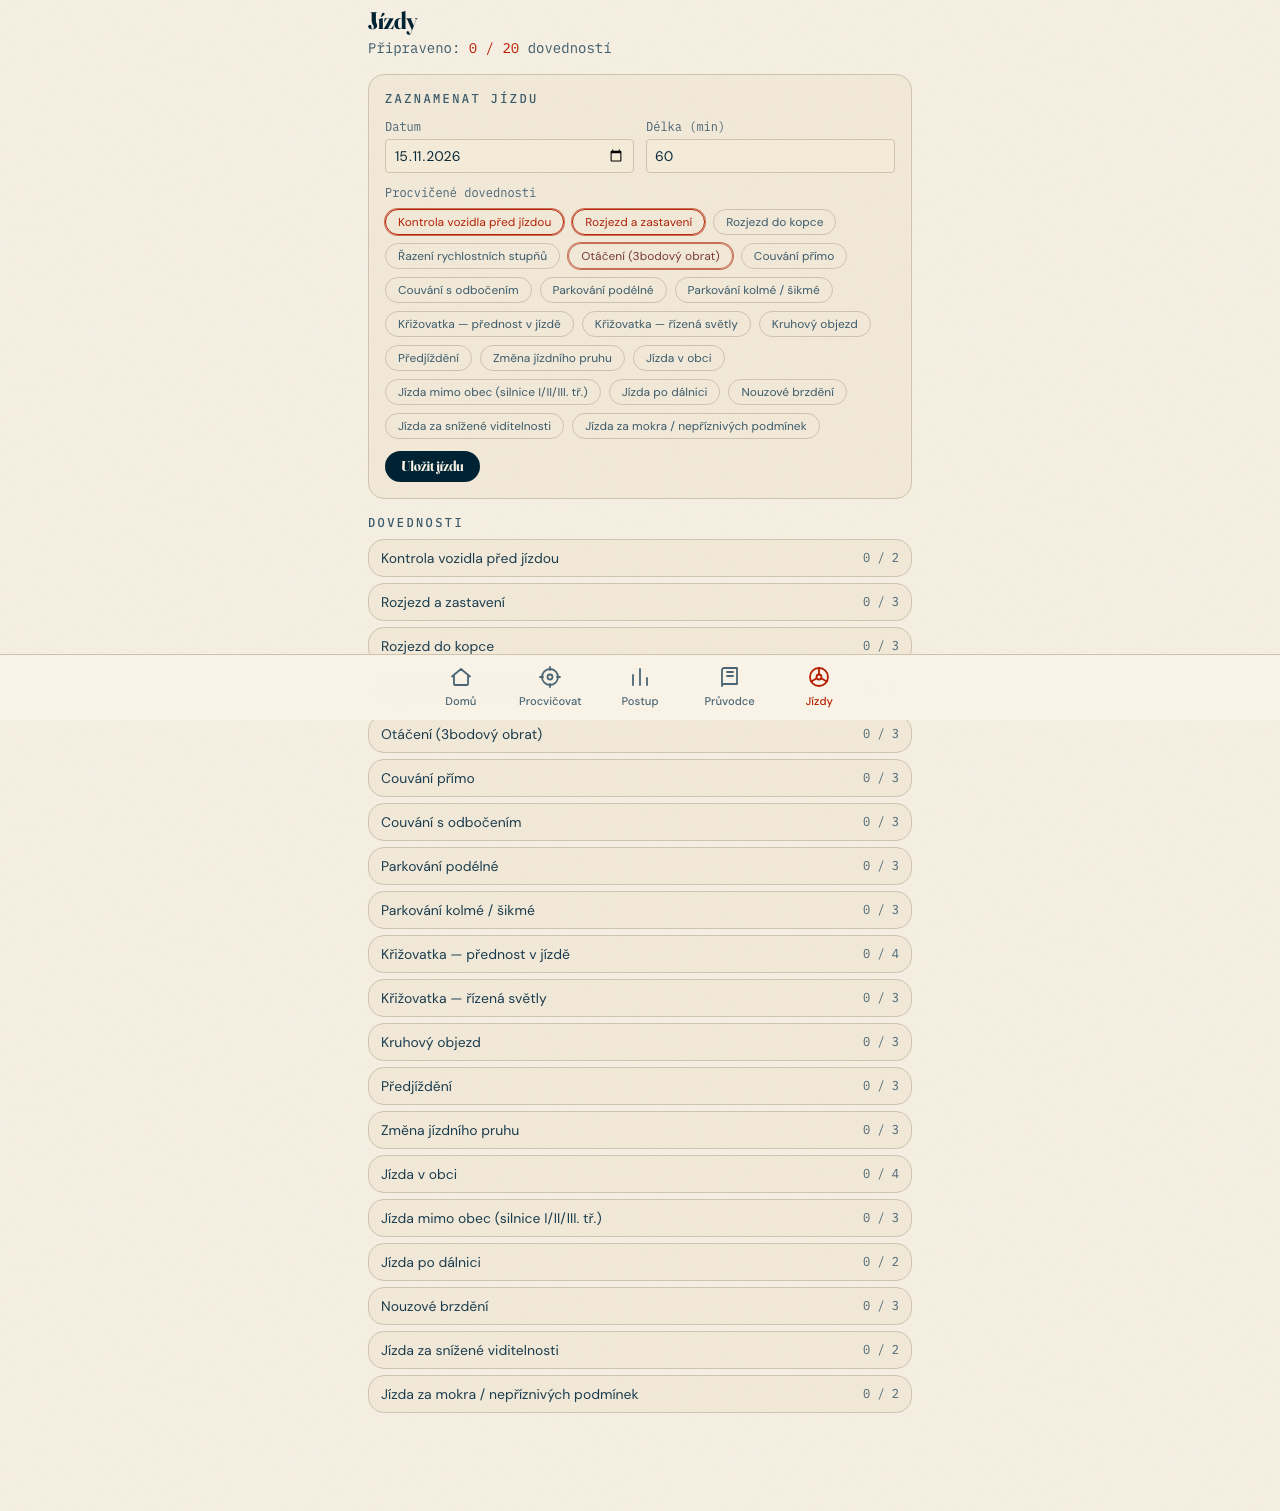 Jízdy
Připraveno: 0 / 20 dovedností
ZAZNAMENAT JÍZDU
Datum Délka (min)
15.11.2026 60
Procvičené dovednosti
Kontrola vozidla před jízdou Rozjezd a zastavení Rozjezd do kopce
Řazení rychlostních stupňů Otáčení (3bodový obrat) Couvání přímo
Couvání s odbočením Parkování podélné Parkování kolmé / šikmé
Křižovatka — přednost v jízdě Křižovatka — řízená světly Kruhový objezd
Předjíždění Změna jízdního pruhu Jízda v obci
Jízda mimo obec (silnice I/II/III. tř.) Jízda po dálnici Nouzové brzdění
Jízda za snížené viditelnosti Jízda za mokra / nepříznivých podmínek
Uložit jízdu
DOVEDNOSTI
Kontrola vozidla před jízdou 0 / 2
Rozjezd a zastavení 0 / 3
Rozjezd do kopce 0 / 3
Domů Procvičovat Postup Průvodce Jízdy
Otáčení (3bodový obrat) 0 / 3
Couvání přímo 0 / 3
Couvání s odbočením 0 / 3
Parkování podélné 0 / 3
Parkování kolmé / šikmé 0 / 3
Křižovatka — přednost v jízdě 0 / 4
Křižovatka — řízená světly 0 / 3
Kruhový objezd 0 / 3
Předjíždění 0 / 3
Změna jízdního pruhu 0 / 3
Jízda v obci 0 / 4
Jízda mimo obec (silnice I/II/III. tř.) 0 / 3
Jízda po dálnici 0 / 2
Nouzové brzdění 0 / 3
Jízda za snížené viditelnosti 0 / 2
Jízda za mokra / nepříznivých podmínek 0 / 2